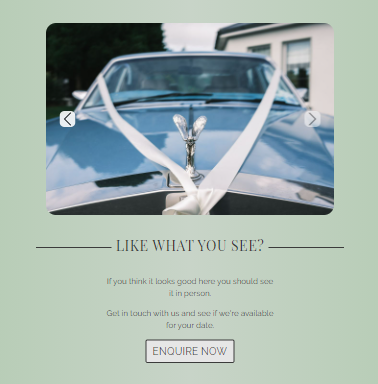 LIKE WHAT YOU SEE?
If you think it looks good here you should see
it in person.
Get in touch with us and see if we're available
for your date.
ENQUIRE NOW